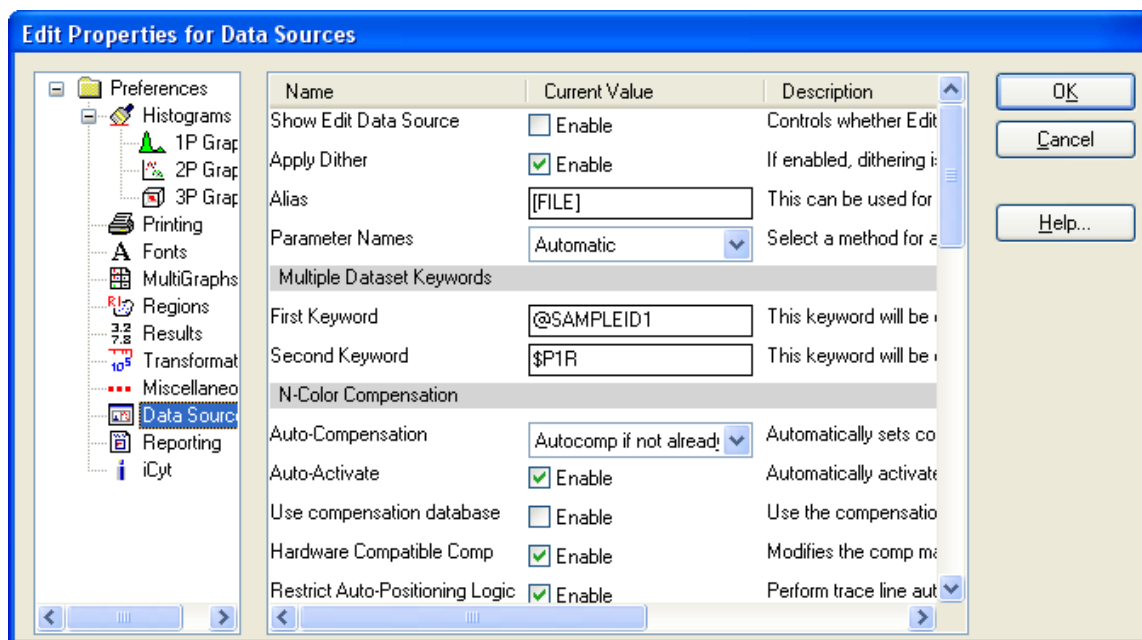 Edit Properties for Data Sources
Preferences
Histograms
1P Grap
2P Grap
3P Grap
Printing
Fonts
MultiGraphs
Regions
Results
Transformat
Miscellaneo
Data Source
Reporting
iCyt
Name Current Value Description
Show Edit Data Source Enable Controls whether Edit
Apply Dither Enable If enabled, dithering is
Alias [FILE] This can be used for
Parameter Names Automatic Select a method for a
Multiple Dataset Keywords
First Keyword @SAMPLEID1 This keyword will be
Second Keyword $P1R This keyword will be
N-Color Compensation
Auto-Compensation Autocomp if not already Automatically sets co
Auto-Activate Enable Automatically activate
Use compensation database Enable Use the compensatio
Hardware Compatible Comp Enable Modifies the comp ma
Restrict Auto-Positioning Logic Enable Perform trace line aut
OK
Cancel
Help...